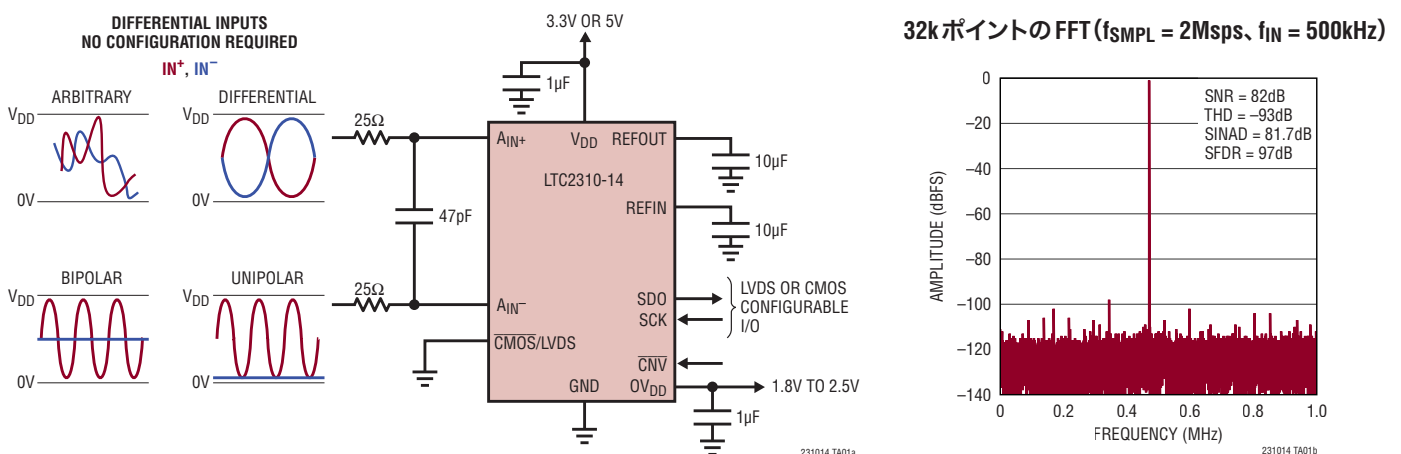 DIFFERENTIAL INPUTS
NO CONFIGURATION REQUIRED
IN+, IN−
ARBITRARY
VDD
0V
DIFFERENTIAL
VDD
0V
BIPOLAR
VDD
0V
UNIPOLAR
VDD
0V
25Ω
47pF
25Ω
3.3V OR 5V
1µF
AIN+
VDD
REFOUT
10µF
LTC2310-14
REFIN
10µF
AIN−
SDO
SCK
LVDS OR CMOS
CONFIGURABLE
I/O
CMOS/LVDS
CNV
GND
OVDD
1.8V TO 2.5V
1µF
231014 TA01a
32kポイントのFFT(fSMPL = 2Msps、fIN = 500kHz)
SNR = 82dB
THD = –93dB
SINAD = 81.7dB
SFDR = 97dB
AMPLITUDE (dBFS)
0
–20
–40
–60
–80
–100
–120
–140
0 0.2 0.4 0.6 0.8 1.0
FREQUENCY (MHz)
231014 TA01b